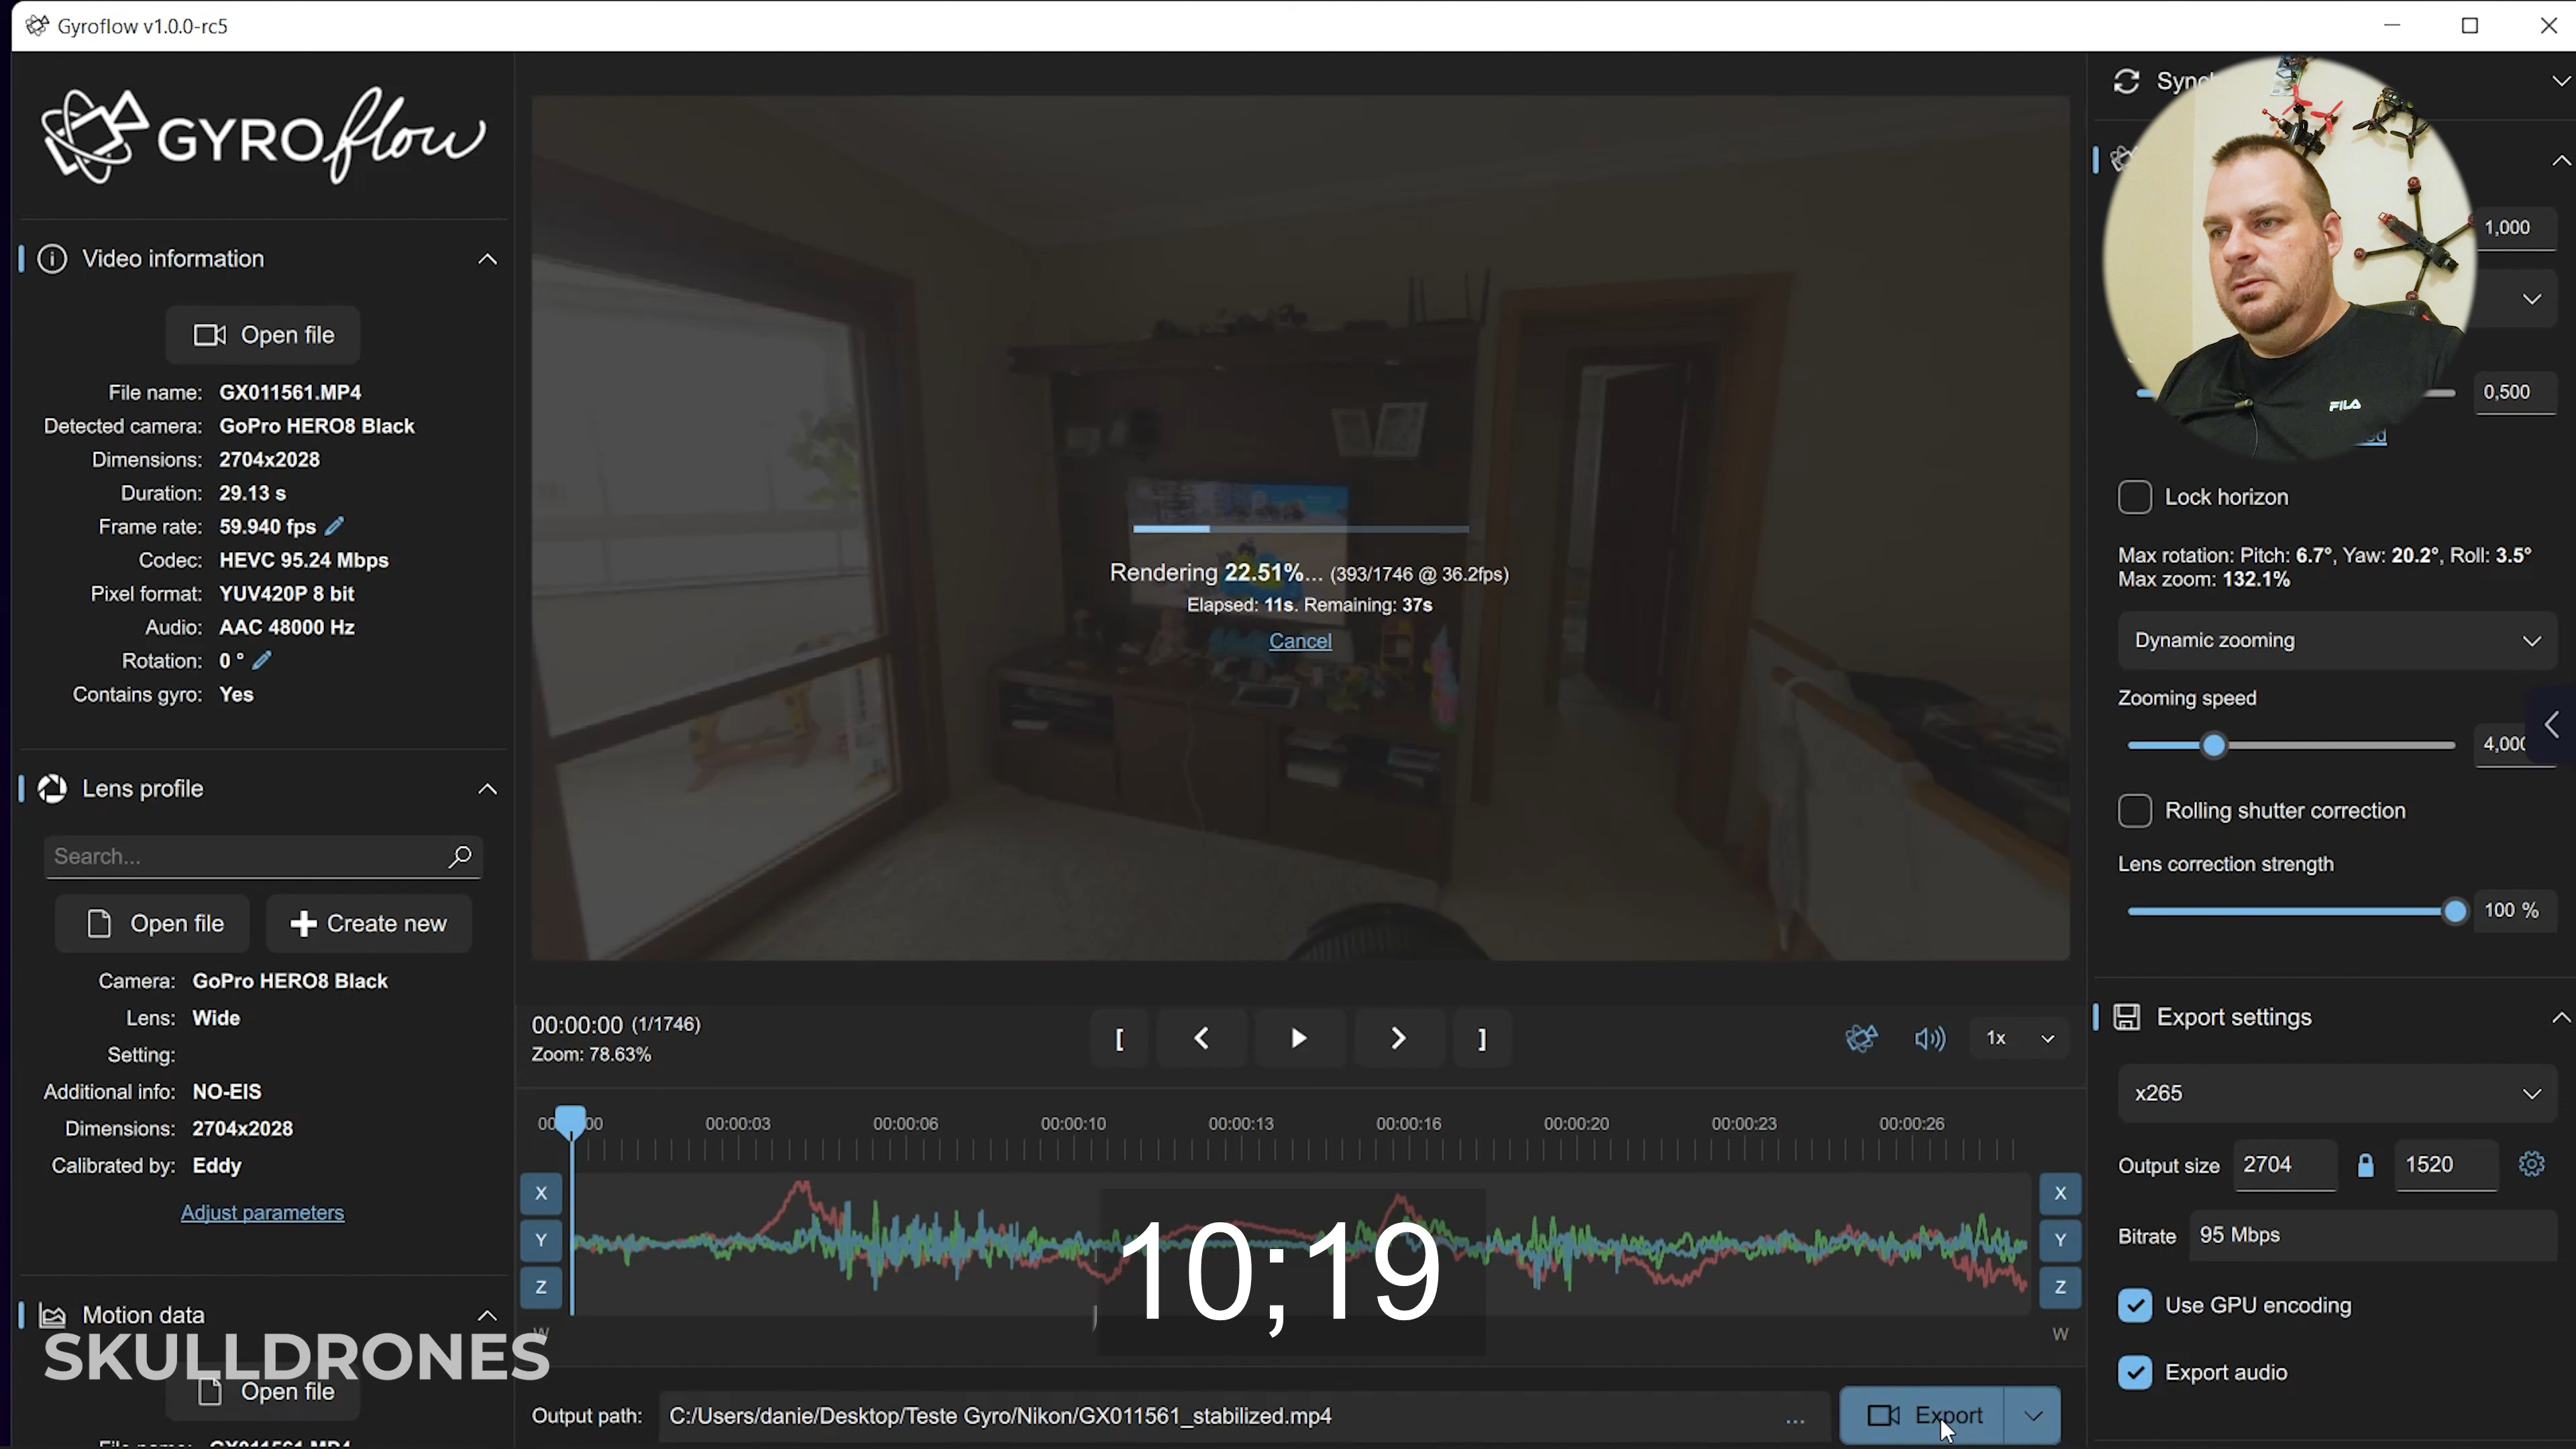 Gyroflow v1.0.0-rc5
GYROflow
Video information
Open file
File name: GX011561.MP4
Detected camera: GoPro HERO8 Black
Dimensions: 2704x2028
Duration: 29.13 s
Frame rate: 59.940 fps
Codec: HEVC 95.24 Mbps
Pixel format: YUV420P 8 bit
Audio: AAC 48000 Hz
Rotation: 0 °
Contains gyro: Yes
Lens profile
Search...
Open file
Create new
Camera: GoPro HERO8 Black
Lens: Wide
Setting:
Additional info: NO-EIS
Dimensions: 2704x2028
Calibrated by: Eddy
Adjust parameters
Motion data
SKULLDRONES
Open file
Rendering 22.51%... (393/1746 @ 36.2fps)
Elapsed: 11s. Remaining: 37s
Cancel
00:00:00 (1/1746)
Zoom: 78.63%
[
]
1x
00:00:03 00:00:06 00:00:10 00:00:13 00:00:16 00:00:20 00:00:23 00:00:26
X X
Y Y
Z Z
W W
10;19
Output path: C:/Users/danie/Desktop/Teste Gyro/Nikon/GX011561_stabilized.mp4 ...
Export
1,000
FILA
0,500
Lock horizon
Max rotation: Pitch: 6.7°, Yaw: 20.2°, Roll: 3.5°
Max zoom: 132.1%
Dynamic zooming
Zooming speed
4,000
Rolling shutter correction
Lens correction strength
100 %
Export settings
x265
Output size 2704 1520
Bitrate 95 Mbps
Use GPU encoding
Export audio